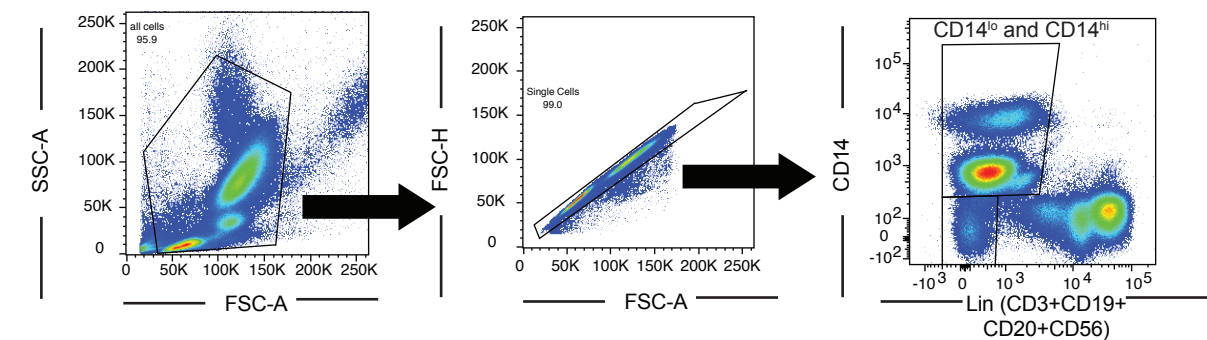 250K
200K
150K
100K
50K
0
all cells
95.9
SSC-A
0 50K 100K 150K 200K 250K
FSC-A
250K
200K
150K
100K
50K
0
Single Cells
99.0
FSC-H
0 50K 100K 150K 200K 250K
FSC-A
CD14ˡᵒ and CD14ʰⁱ
10⁵
10⁴
10³
10²
0
-10²
CD14
-10³ 0 10³ 10⁴ 10⁵
Lin (CD3+CD19+
CD20+CD56)